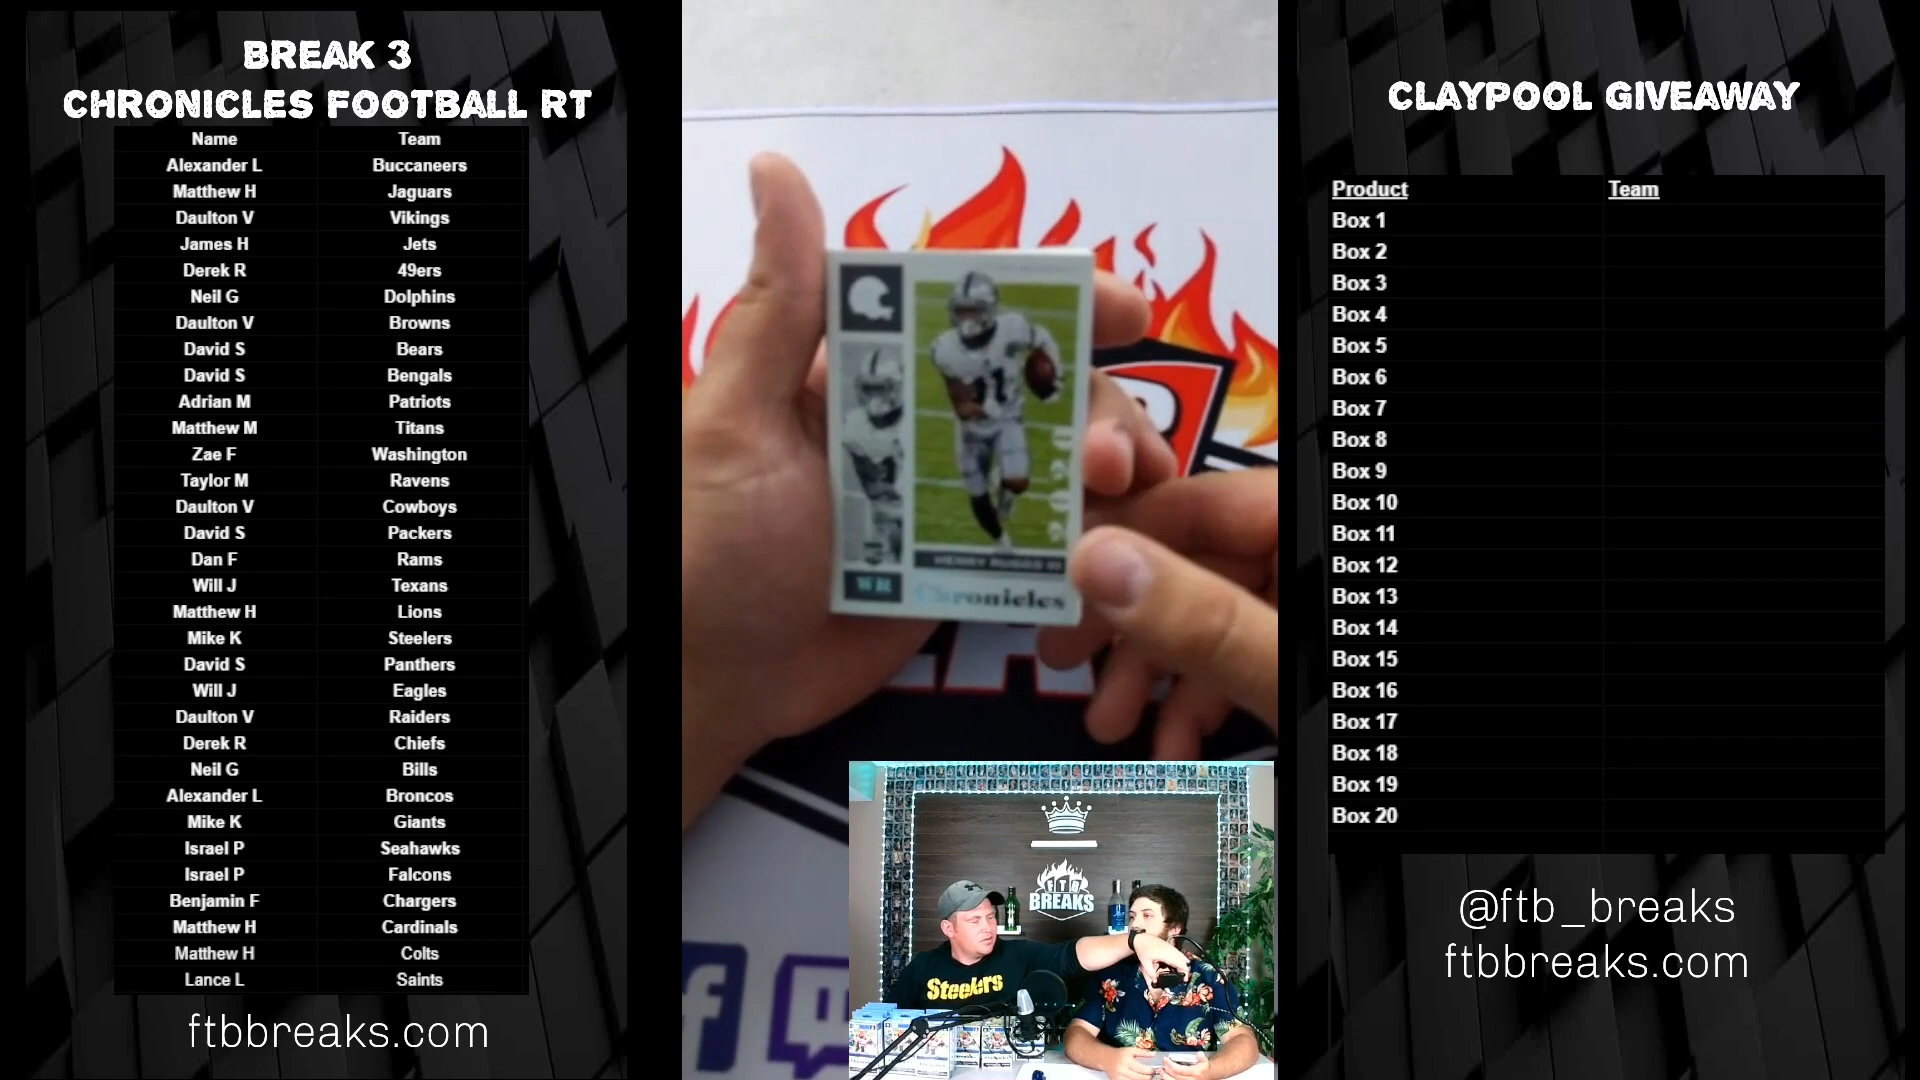 BREAK 3
CHRONICLES FOOTBALL RT
Name Team
Alexander L Buccaneers
Matthew H Jaguars
Daulton V Vikings
James H Jets
Derek R 49ers
Neil G Dolphins
Daulton V Browns
David S Bears
David S Bengals
Adrian M Patriots
Matthew M Titans
Zae F Washington
Taylor M Ravens
Daulton V Cowboys
David S Packers
Dan F Rams
Will J Texans
Matthew H Lions
Mike K Steelers
David S Panthers
Will J Eagles
Daulton V Raiders
Derek R Chiefs
Neil G Bills
Alexander L Broncos
Mike K Giants
Israel P Seahawks
Israel P Falcons
Benjamin F Chargers
Matthew H Cardinals
Matthew H Colts
Lance L Saints
ftbbreaks.com
2020
HENRY RUGGS III
WR
Chronicles
FTB
BREAKS
Steelers
CLAYPOOL GIVEAWAY
Product Team
Box 1
Box 2
Box 3
Box 4
Box 5
Box 6
Box 7
Box 8
Box 9
Box 10
Box 11
Box 12
Box 13
Box 14
Box 15
Box 16
Box 17
Box 18
Box 19
Box 20
@ftb_breaks
ftbbreaks.com